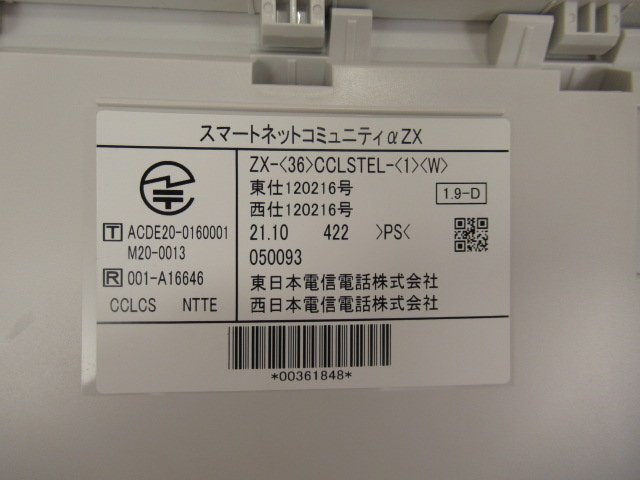 スマートネットコミュニティαZX
ZX-<36>CCLSTEL-<1><W>
東仕120216号
西仕120216号
1.9-D
T ACDE20-0160001
M20-0013
21.10 422 >PS<
050093
R 001-A16646
東日本電信電話株式会社
西日本電信電話株式会社
CCLCS NTTE
*00361848*